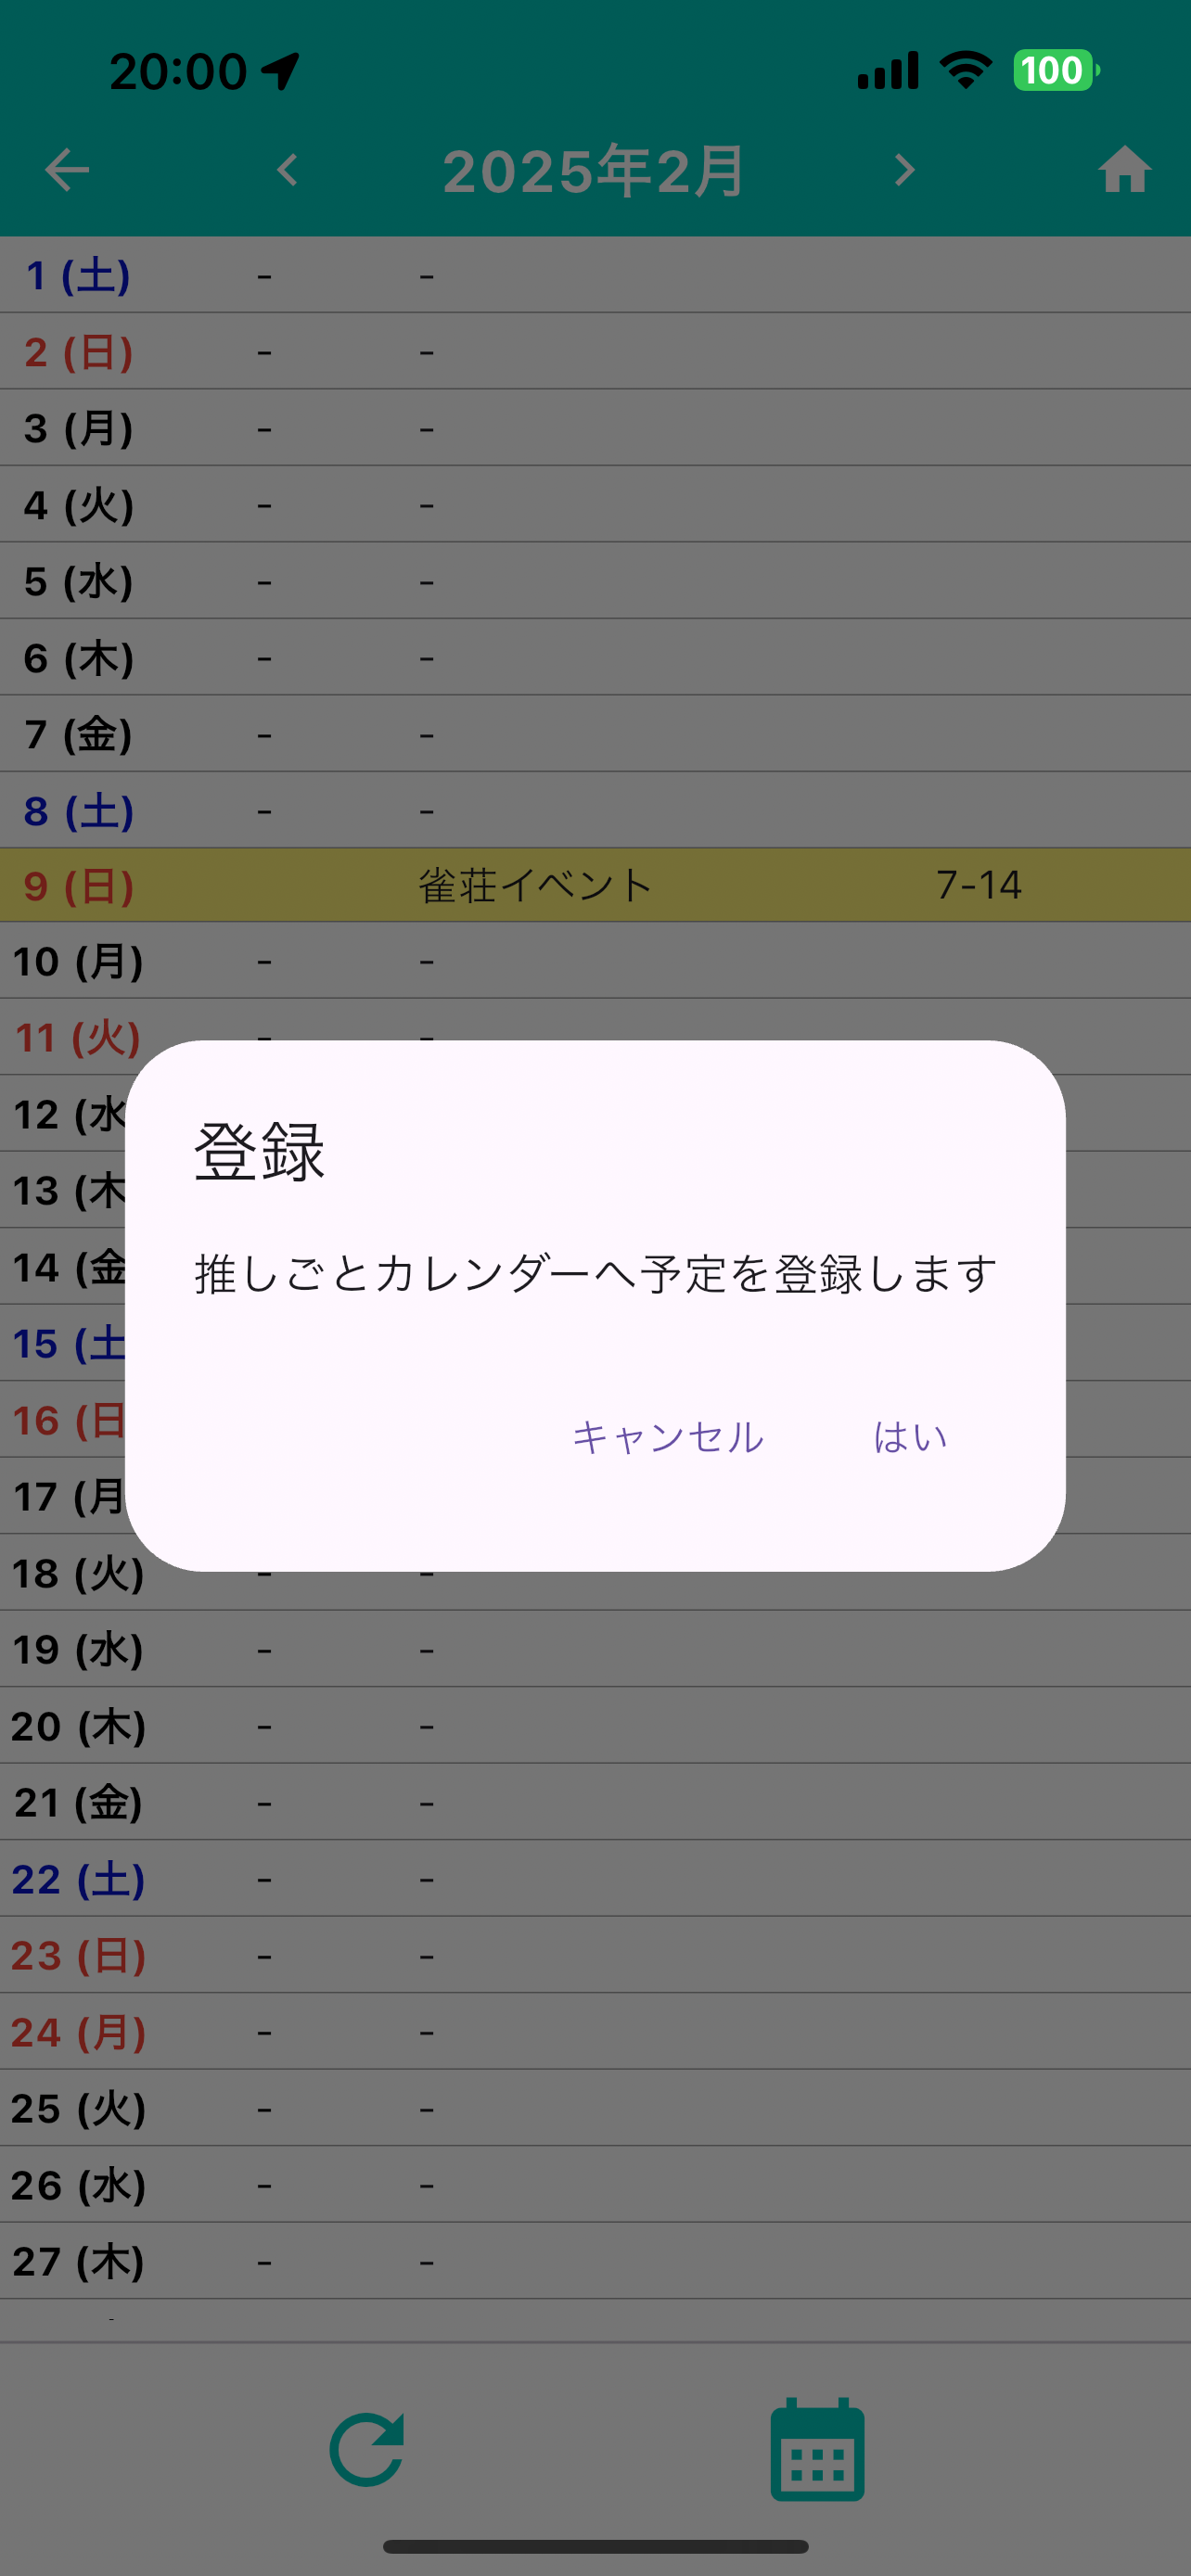 20:00 100
2025年2月
1 (土) - -
2 (日) - -
3 (月) - -
4 (火) - -
5 (水) - -
6 (木) - -
7 (金) - -
8 (土) - -
9 (日) 雀荘イベント 7-14
10 (月) - -
11 (火) - -
12 (水
13 (木
14 (金
15 (土
16 (日
17 (月
登録
推しごとカレンダーへ予定を登録します
キャンセル はい
18 (火) - -
19 (水) - -
20 (木) - -
21 (金) - -
22 (土) - -
23 (日) - -
24 (月) - -
25 (火) - -
26 (水) - -
27 (木) - -